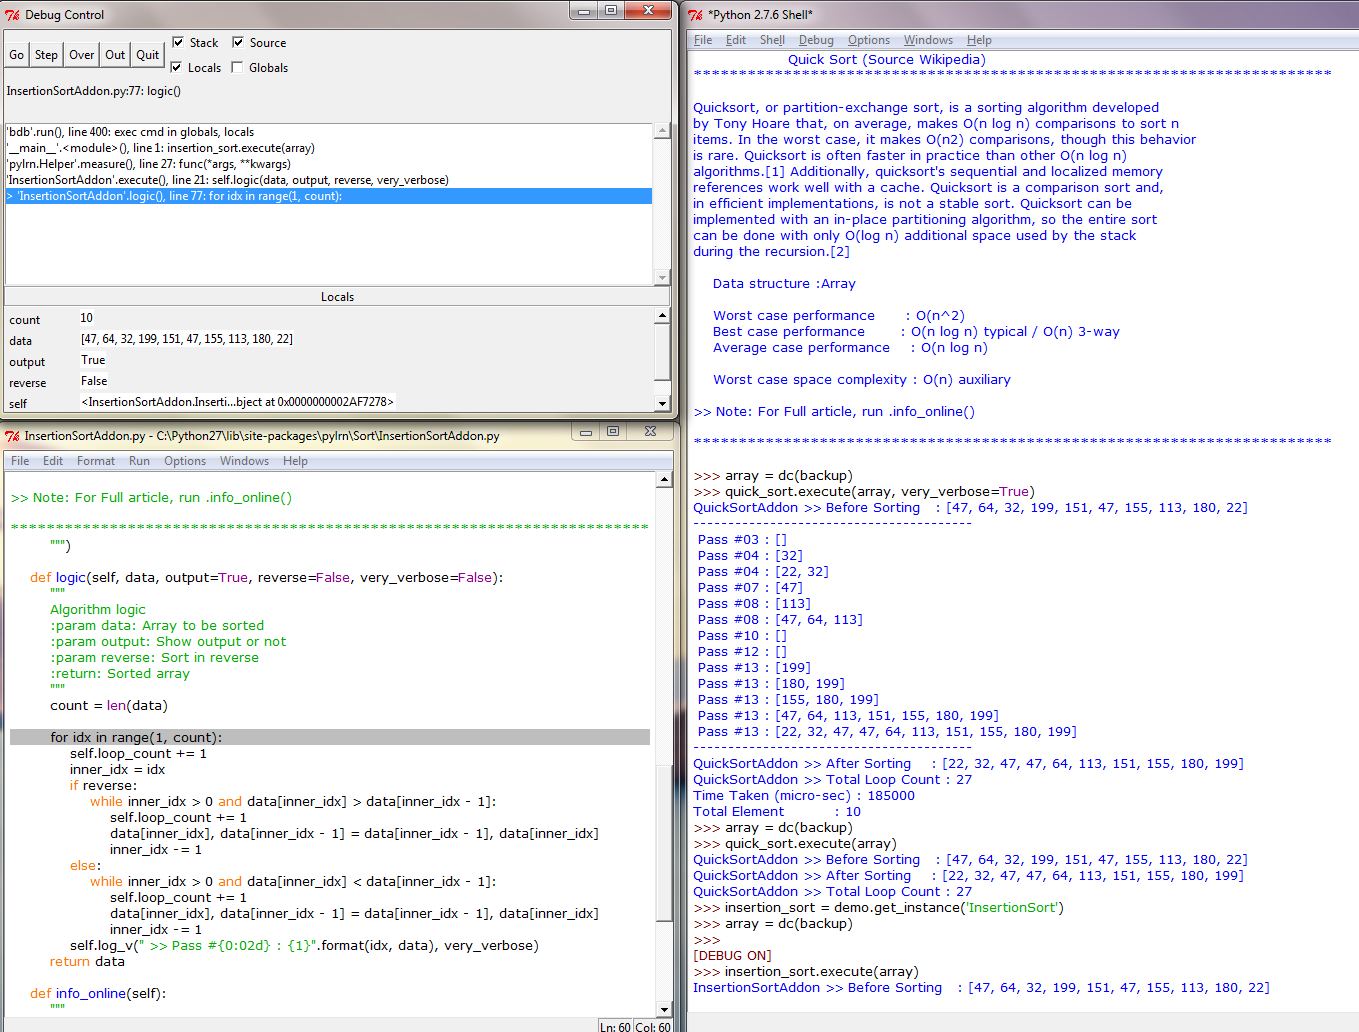 Debug Control
Go Step Over Out Quit Stack Source
Locals Globals
InsertionSortAddon.py:77: logic()
'bdb'.run(), line 400: exec cmd in globals, locals
'__main__'.<module>(), line 1: insertion_sort.execute(array)
'pylrn.Helper'.measure(), line 27: func(*args, **kwargs)
'InsertionSortAddon'.execute(), line 21: self.logic(data, output, reverse, very_verbose)
> 'InsertionSortAddon'.logic(), line 77: for idx in range(1, count):
Locals
count 10
data [47, 64, 32, 199, 151, 47, 155, 113, 180, 22]
output True
reverse False
self <InsertionSortAddon.Inserti...bject at 0x0000000002AF7278>
InsertionSortAddon.py - C:\Python27\lib\site-packages\pylrn\Sort\InsertionSortAddon.py
File Edit Format Run Options Windows Help
>> Note: For Full article, run .info_online()
***********************************************************************
""")
def logic(self, data, output=True, reverse=False, very_verbose=False):
"""
Algorithm logic
:param data: Array to be sorted
:param output: Show output or not
:param reverse: Sort in reverse
:return: Sorted array
"""
count = len(data)
for idx in range(1, count):
self.loop_count += 1
inner_idx = idx
if reverse:
while inner_idx > 0 and data[inner_idx] > data[inner_idx - 1]:
self.loop_count += 1
data[inner_idx], data[inner_idx - 1] = data[inner_idx - 1], data[inner_idx]
inner_idx -= 1
else:
while inner_idx > 0 and data[inner_idx] < data[inner_idx - 1]:
self.loop_count += 1
data[inner_idx], data[inner_idx - 1] = data[inner_idx - 1], data[inner_idx]
inner_idx -= 1
self.log_v(" >> Pass #{0:02d} : {1}".format(idx, data), very_verbose)
return data
def info_online(self):
"""
Ln: 60 Col: 60
*Python 2.7.6 Shell*
File Edit Shell Debug Options Windows Help
Quick Sort (Source Wikipedia)
***********************************************************************
Quicksort, or partition-exchange sort, is a sorting algorithm developed
by Tony Hoare that, on average, makes O(n log n) comparisons to sort n
items. In the worst case, it makes O(n2) comparisons, though this behavior
is rare. Quicksort is often faster in practice than other O(n log n)
algorithms.[1] Additionally, quicksort's sequential and localized memory
references work well with a cache. Quicksort is a comparison sort and,
in efficient implementations, is not a stable sort. Quicksort can be
implemented with an in-place partitioning algorithm, so the entire sort
can be done with only O(log n) additional space used by the stack
during the recursion.[2]
Data structure :Array
Worst case performance : O(n^2)
Best case performance : O(n log n) typical / O(n) 3-way
Average case performance : O(n log n)
Worst case space complexity : O(n) auxiliary
>> Note: For Full article, run .info_online()
***********************************************************************
>>> array = dc(backup)
>>> quick_sort.execute(array, very_verbose=True)
QuickSortAddon >> Before Sorting : [47, 64, 32, 199, 151, 47, 155, 113, 180, 22]
----------------------------------------
Pass #03 : []
Pass #04 : [32]
Pass #04 : [22, 32]
Pass #07 : [47]
Pass #08 : [113]
Pass #08 : [47, 64, 113]
Pass #10 : []
Pass #12 : []
Pass #13 : [199]
Pass #13 : [180, 199]
Pass #13 : [155, 180, 199]
Pass #13 : [47, 64, 113, 151, 155, 180, 199]
Pass #13 : [22, 32, 47, 47, 64, 113, 151, 155, 180, 199]
----------------------------------------
QuickSortAddon >> After Sorting : [22, 32, 47, 47, 64, 113, 151, 155, 180, 199]
QuickSortAddon >> Total Loop Count : 27
Time Taken (micro-sec) : 185000
Total Element : 10
>>> array = dc(backup)
>>> quick_sort.execute(array)
QuickSortAddon >> Before Sorting : [47, 64, 32, 199, 151, 47, 155, 113, 180, 22]
QuickSortAddon >> After Sorting : [22, 32, 47, 47, 64, 113, 151, 155, 180, 199]
QuickSortAddon >> Total Loop Count : 27
>>> insertion_sort = demo.get_instance('InsertionSort')
>>> array = dc(backup)
>>>
[DEBUG ON]
>>> insertion_sort.execute(array)
InsertionSortAddon >> Before Sorting : [47, 64, 32, 199, 151, 47, 155, 113, 180, 22]